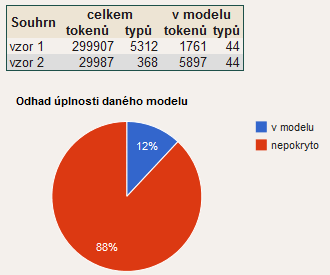 Souhrn celkem v modelu
tokenů typů tokenů typů
vzor 1 299907 5312 1761 44
vzor 2 29987 368 5897 44
Odhad úplnosti daného modelu
12%
88%
v modelu
nepokryto